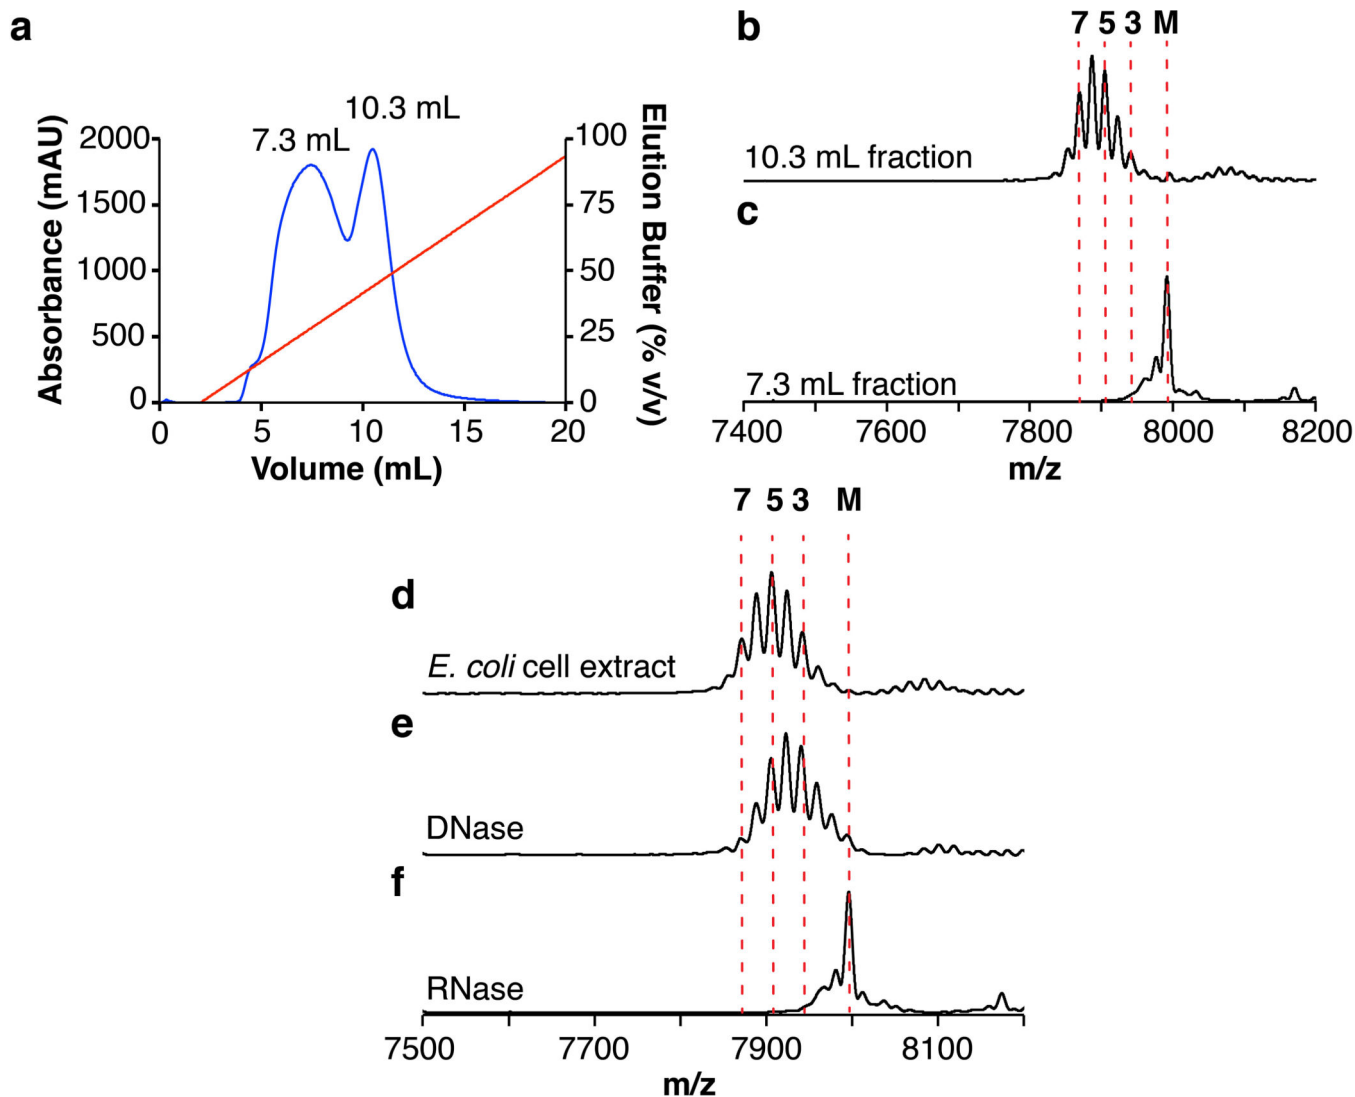 a
7.3 mL
10.3 mL
Absorbance (mAU)
2000
1500
1000
500
0
100
75
50
25
0
Elution Buffer (% v/v)
0 5 10 15 20
Volume (mL)
b
7 5 3 M
10.3 mL fraction
c
7.3 mL fraction
7400 7600 7800 8000 8200
m/z
7 5 3 M
d
E. coli cell extract
e
DNase
f
RNase
7500 7700 7900 8100
m/z